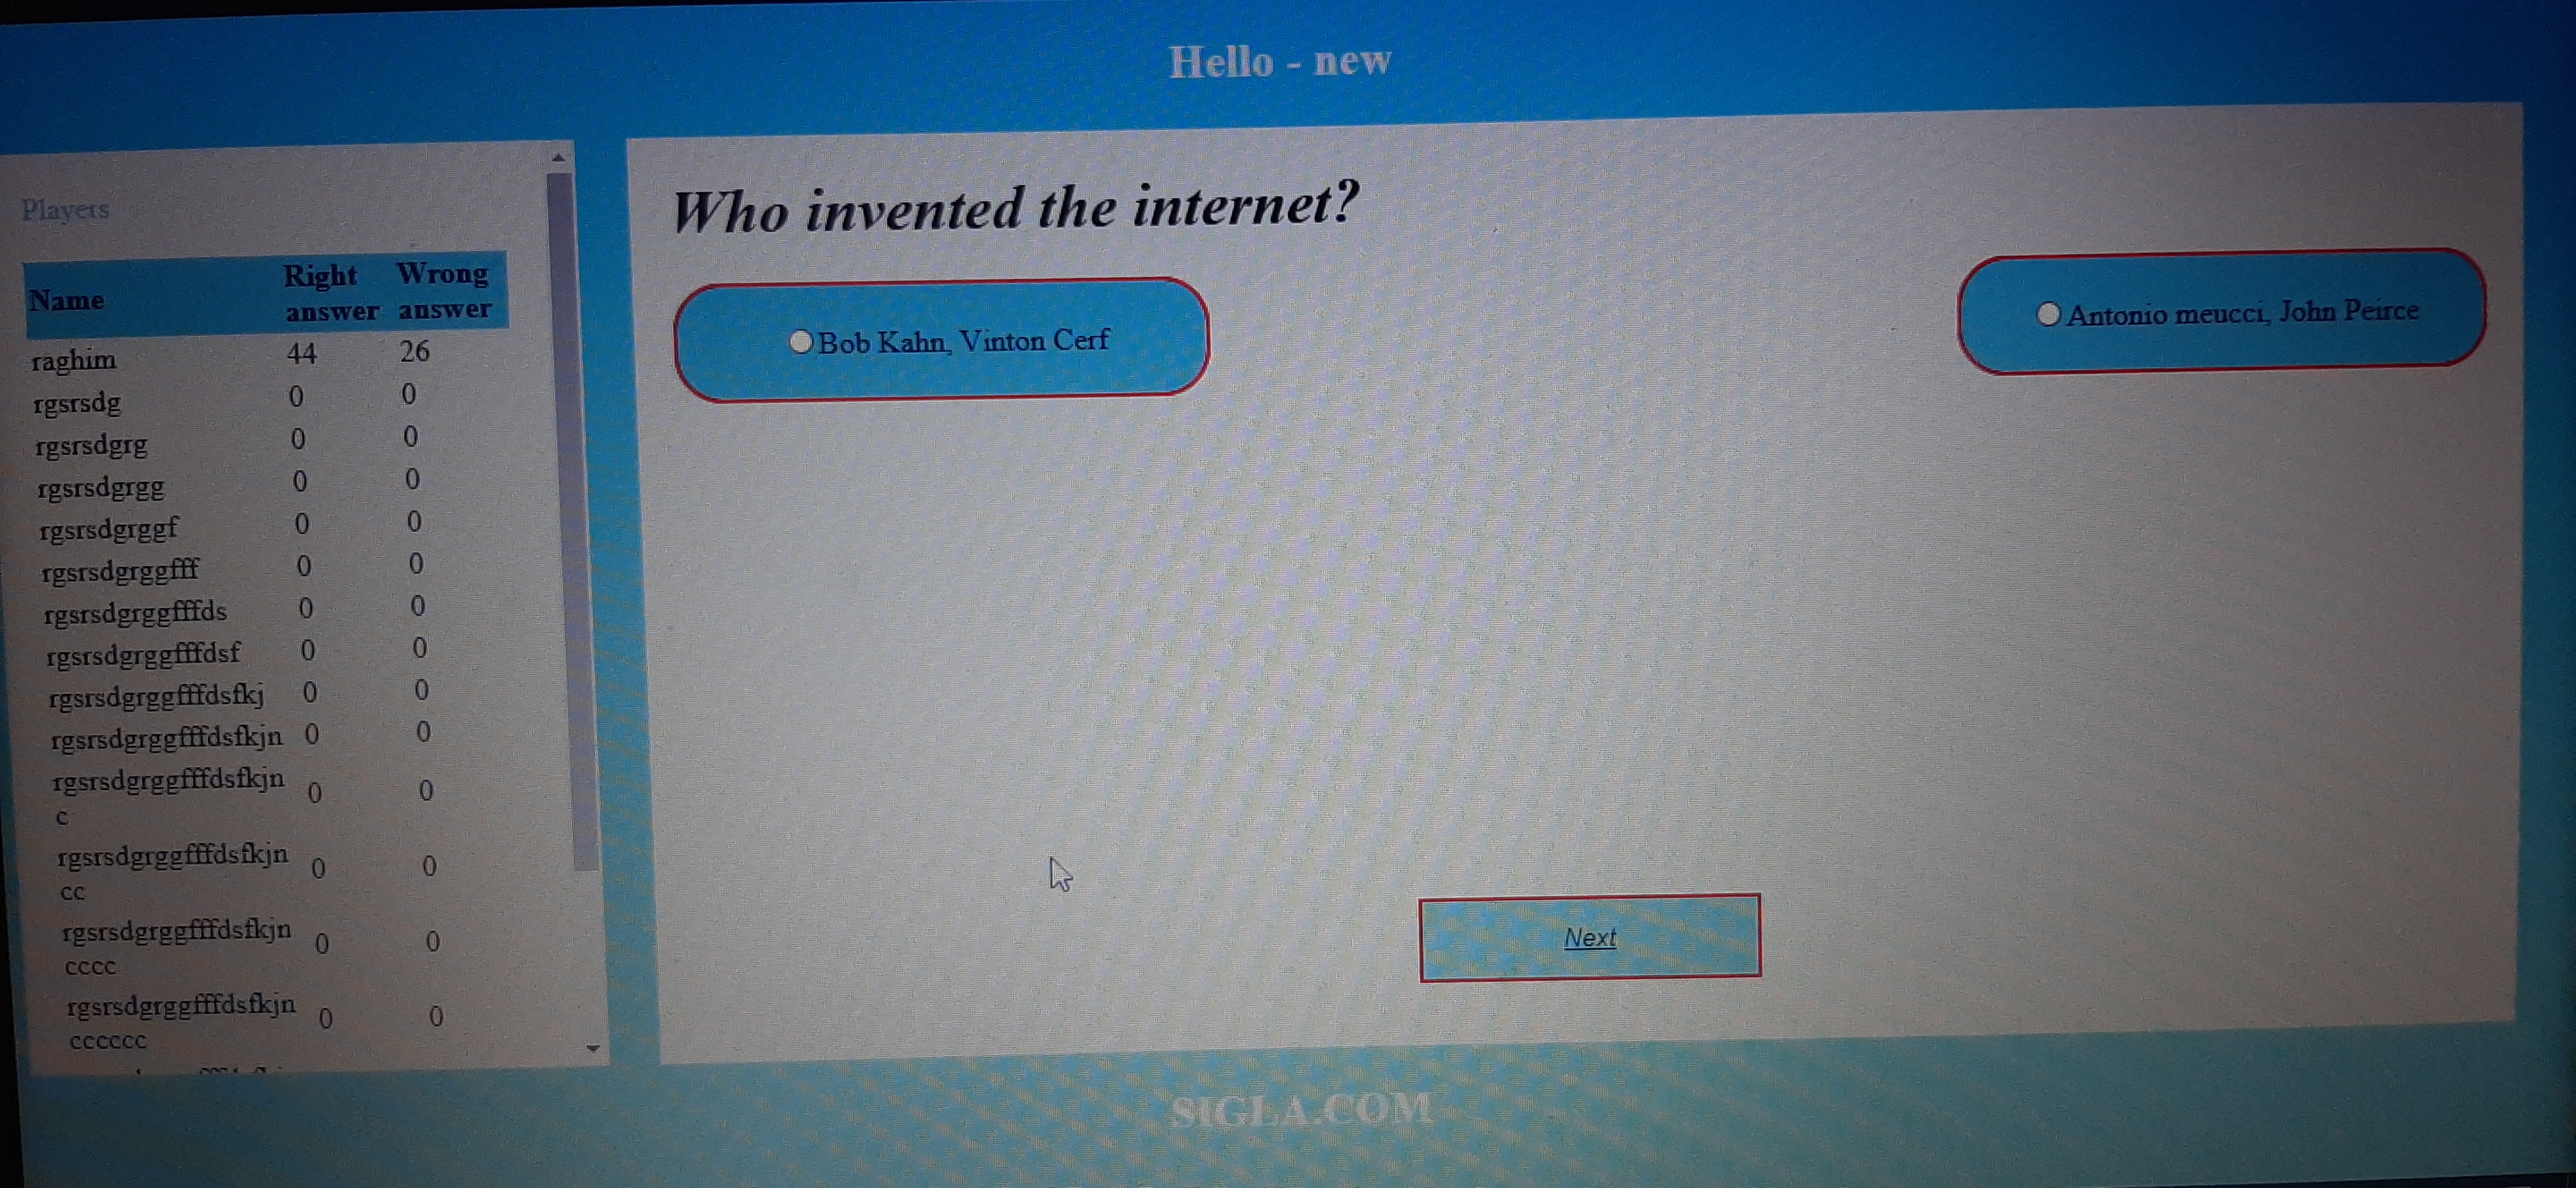 Hello - new
Players
Name Right answer Wrong answer
raghim 44 26
rgsrsdg 0 0
rgsrsdgrg 0 0
rgsrsdgrgg 0 0
rgsrsdgrggf 0 0
rgsrsdgrggfff 0 0
rgsrsdgrggfffds 0 0
rgsrsdgrggfffdsf 0 0
rgsrsdgrggfffdsfkj 0 0
rgsrsdgrggfffdsfkjn 0 0
rgsrsdgrggfffdsfkjn
c 0 0
rgsrsdgrggfffdsfkjn
cc 0 0
rgsrsdgrggfffdsfkjn
cccc 0 0
rgsrsdgrggfffdsfkjn
cccccc 0 0
Who invented the internet?
Bob Kahn, Vinton Cerf
Antonio meucci, John Peirce
Next
SIGLA.COM